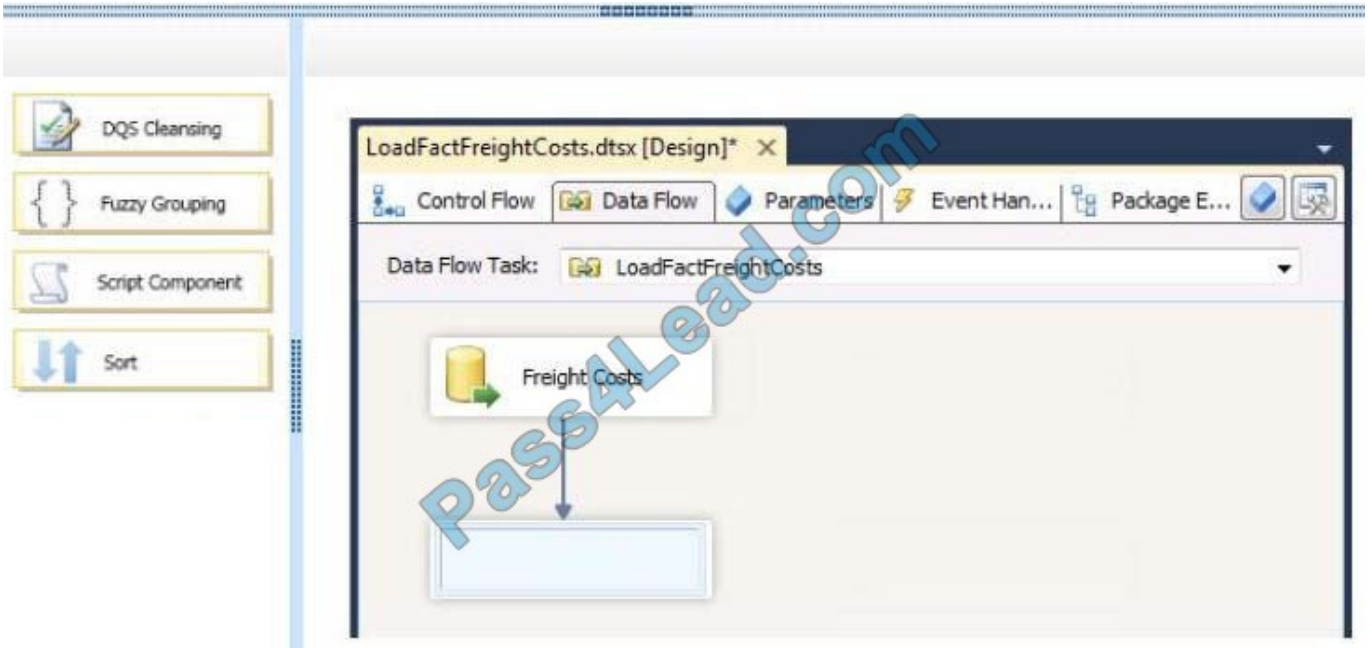 DQS Cleansing
Fuzzy Grouping
Script Component
Sort
LoadFactFreightCosts.dtsx [Design]*
Control Flow
Data Flow
Parameters
Event Han...
Package E...
Data Flow Task:
LoadFactFreightCosts
Freight Costs
Pass4Lead.com